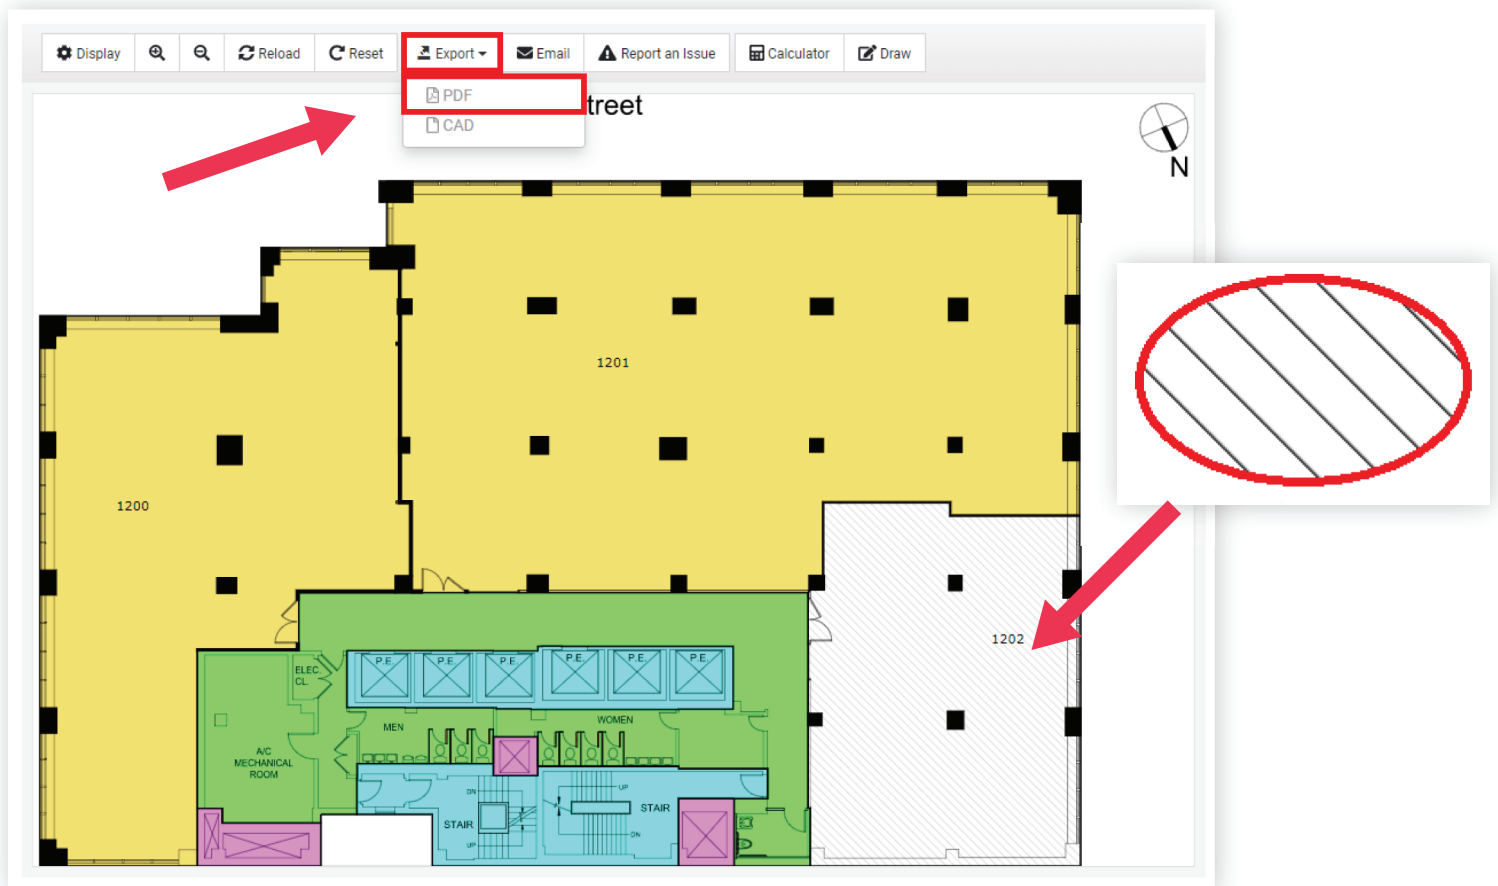 Display
Reload
Reset
Export
Email
Report an Issue
Calculator
Draw
PDF
treet
CAD
N
1201
1200
1202
P.E. P.E. P.E. P.E. P.E. P.E.
ELEC.
CL.
MEN
WOMEN
A/C
MECHANICAL
ROOM
DN
UP
STAIR
STAIR
DN
UP